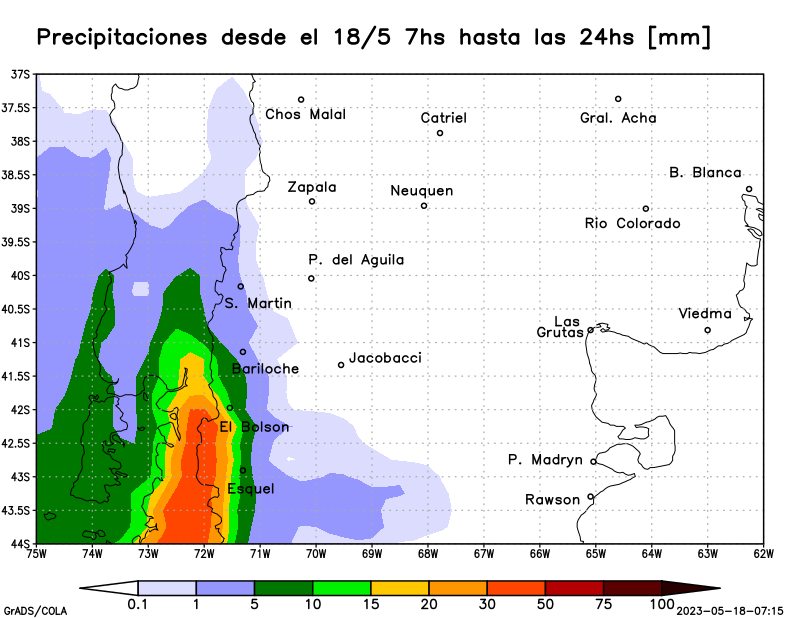 Precipitaciones desde el 18/5 7hs hasta las 24hs [mm]
37S
37.5S
38S
38.5S
39S
39.5S
40S
40.5S
41S
41.5S
42S
42.5S
43S
43.5S
44S
Chos Malal
Catriel
Gral. Acha
B. Blanca
Zapala
Neuquen
Rio Colorado
P. del Aguila
S. Martin
Las
Grutas
Viedma
Bariloche
Jacobacci
El Bolson
P. Madryn
Esquel
Rawson
75W 74W 73W 72W 71W 70W 69W 68W 67W 66W 65W 64W 63W 62W
0.1 1 5 10 15 20 30 50 75 100
GrADS/COLA
2023-05-18-07:15